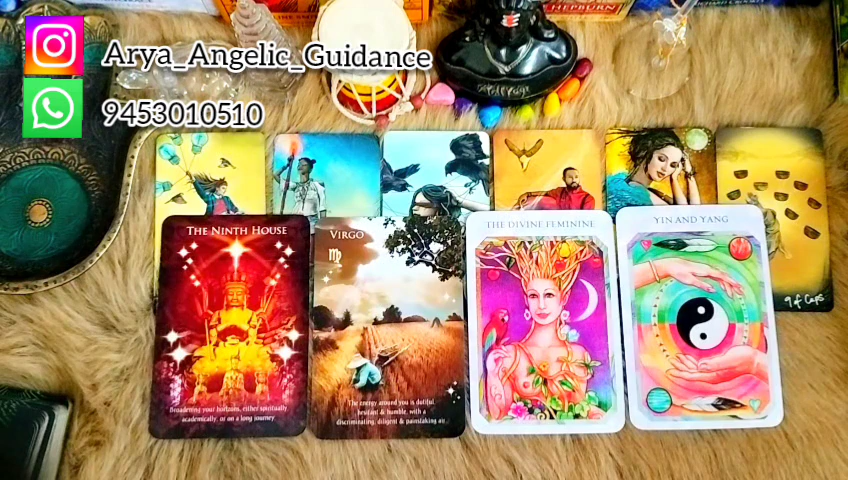 HEPBURN
Arya_Angelic_Guidance
9453010510
THE NINTH HOUSE
Broadening your horizons, either spiritually
academically, or on a long journey.
VIRGO
The energy around you is dutiful,
hesitant & humble, with a
discriminating, diligent & painstaking air.
THE DIVINE FEMININE
YIN AND YANG
9 of Cups